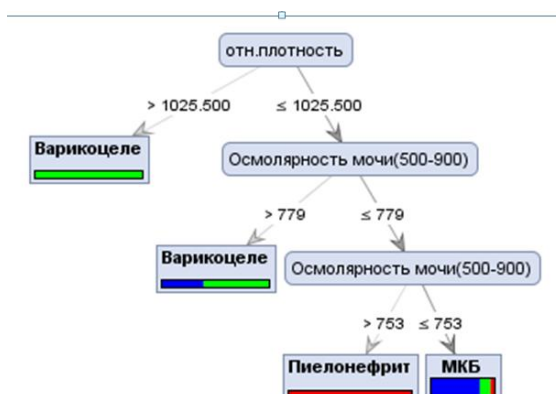 отн.плотность
> 1025.500 ≤ 1025.500
Варикоцеле
Осмолярность мочи(500-900)
> 779 ≤ 779
Варикоцеле
Осмолярность мочи(500-900)
> 753 ≤ 753
Пиелонефрит МКБ